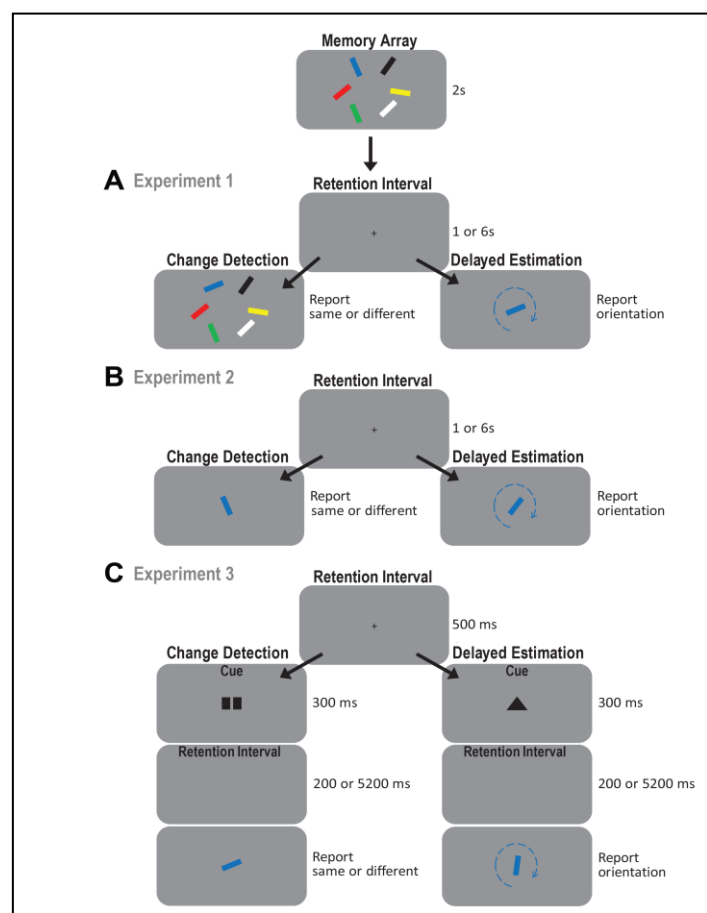 Memory Array
2s
A Experiment 1
Retention Interval
+
1 or 6s
Change Detection
Delayed Estimation
Report
same or different
Report
orientation
B Experiment 2
Retention Interval
+
1 or 6s
Change Detection
Delayed Estimation
Report
same or different
Report
orientation
C Experiment 3
Retention Interval
+
500 ms
Change Detection
Delayed Estimation
Cue
300 ms
Cue
300 ms
Retention Interval
200 or 5200 ms
Retention Interval
200 or 5200 ms
Report
same or different
Report
orientation